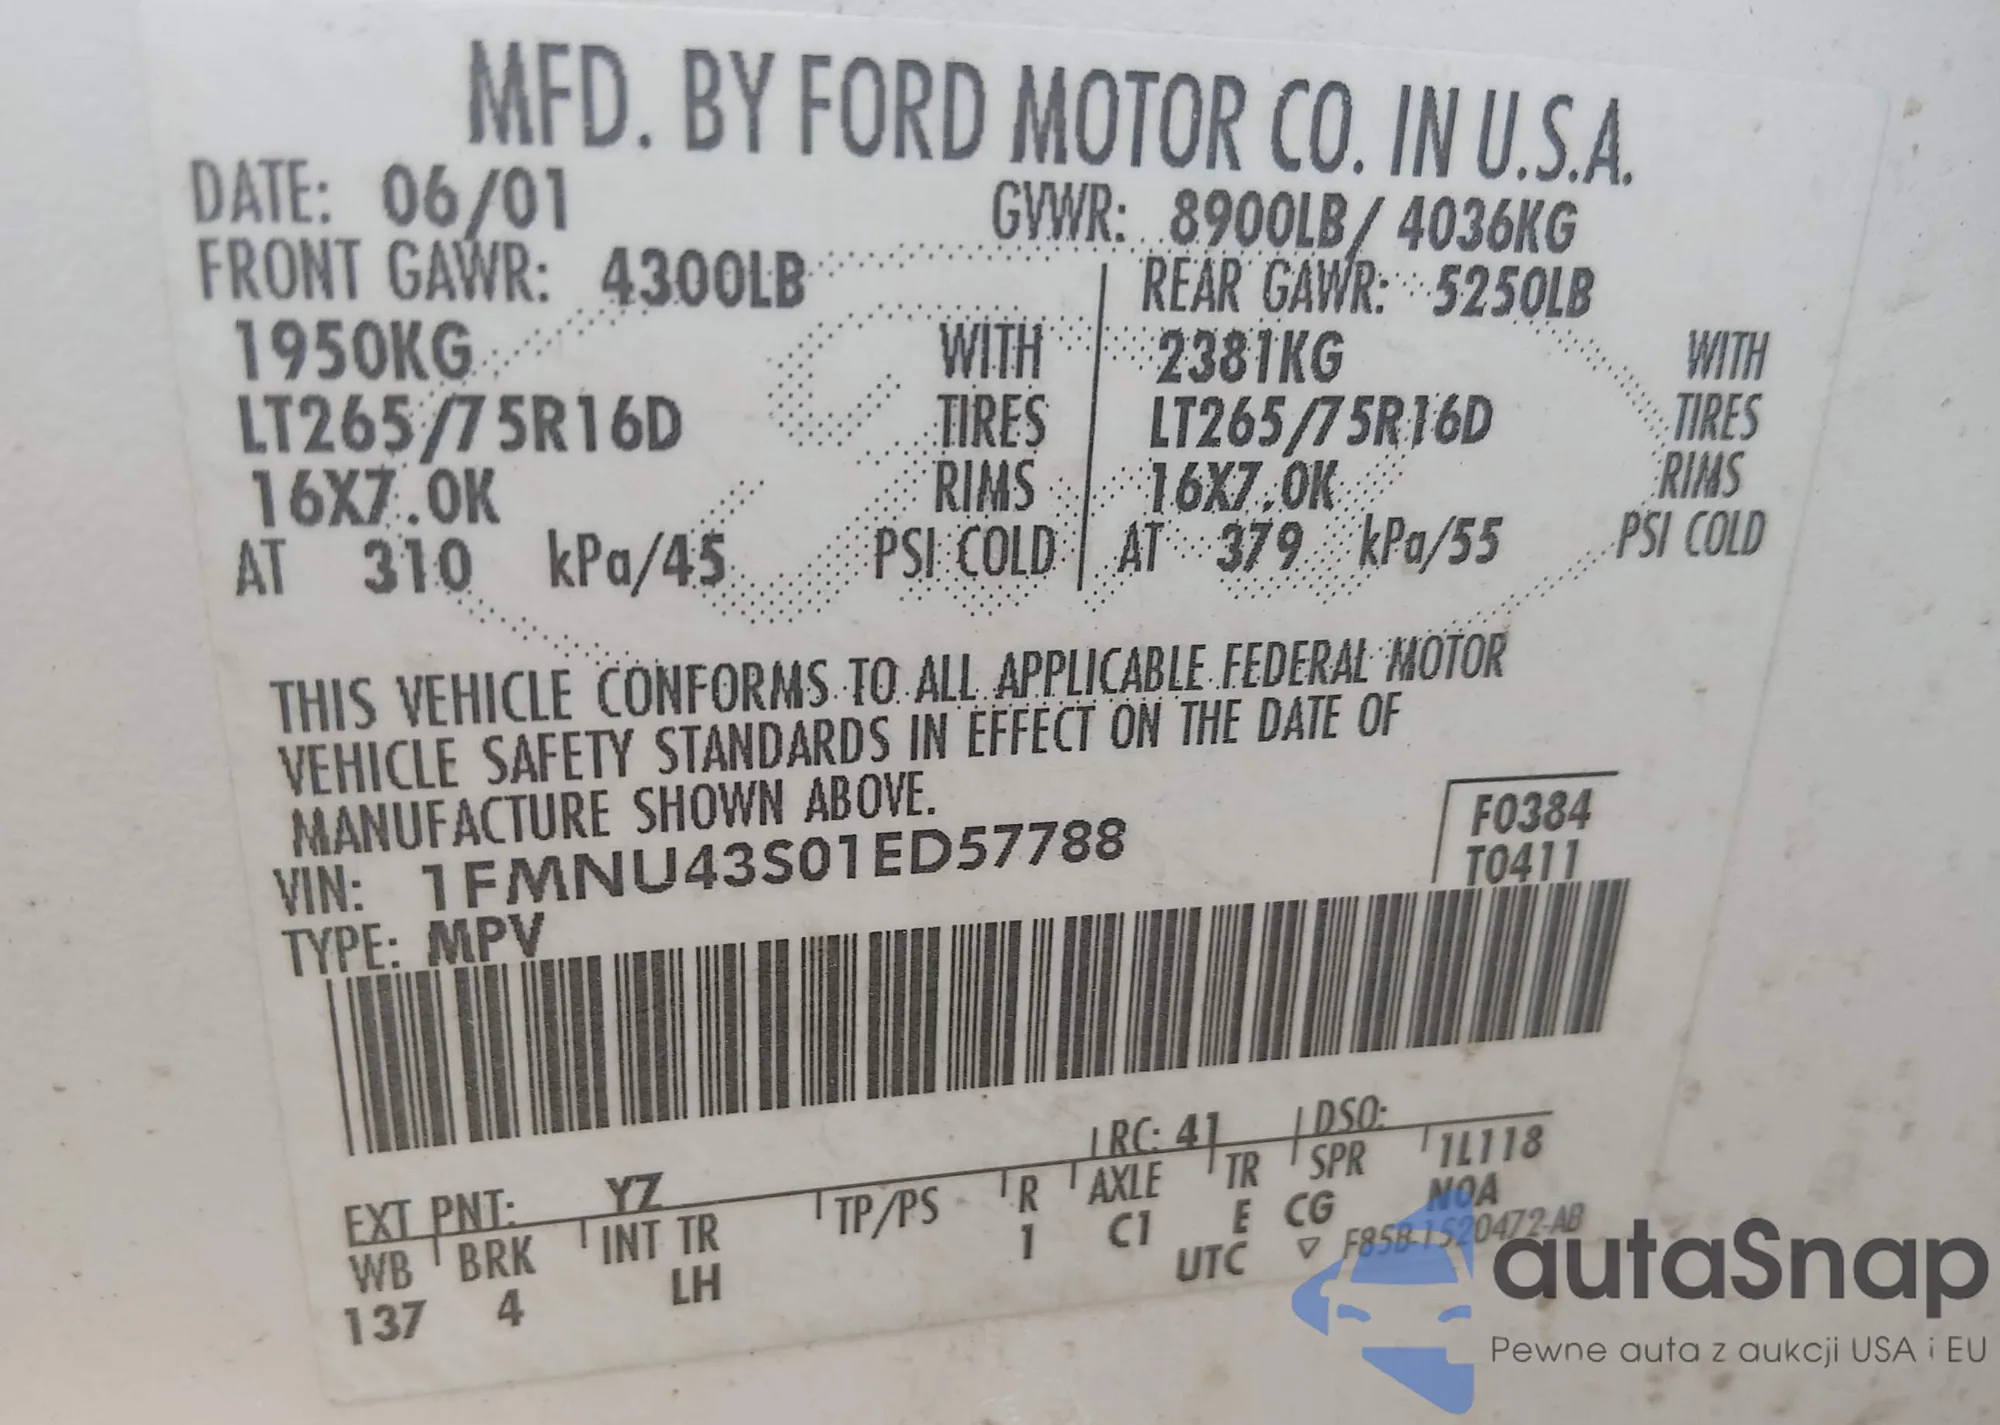 MFD. BY FORD MOTOR CO. IN U.S.A.
DATE: 06/01
GVWR: 8900LB/ 4036KG
FRONT GAWR: 4300LB
1950KG WITH
LT265/75R16D TIRES
16X7.0K RIMS
AT 310 kPa/45 PSI COLD
REAR GAWR: 5250LB
2381KG WITH
LT265/75R16D TIRES
16X7.0K RIMS
AT 379 kPa/55 PSI COLD
THIS VEHICLE CONFORMS TO ALL APPLICABLE FEDERAL MOTOR
VEHICLE SAFETY STANDARDS IN EFFECT ON THE DATE OF
MANUFACTURE SHOWN ABOVE.
VIN: 1FMNU43S01ED57788
F0384
T0411
TYPE: MPV
EXT PNT: YZ RC: 41 DSO:
WB BRK INT TR TP/PS R AXLE TR SPR 1L118
137 4 LH 1 C1 E CG N0A
UTC ▽ F85B-1520472-AB
autoSnap
Pewne auta z aukcji USA i EU